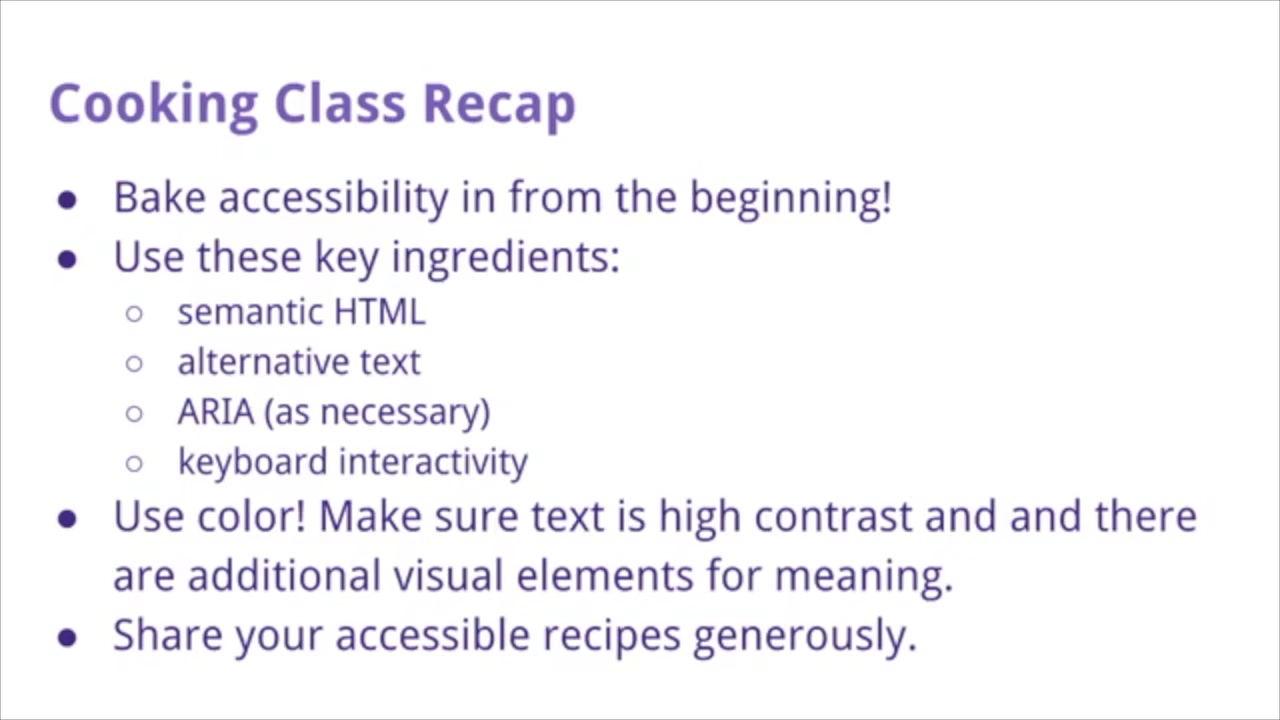 Cooking Class Recap
Bake accessibility in from the beginning!
Use these key ingredients:
semantic HTML
alternative text
ARIA (as necessary)
keyboard interactivity
Use color! Make sure text is high contrast and and there
are additional visual elements for meaning.
Share your accessible recipes generously.